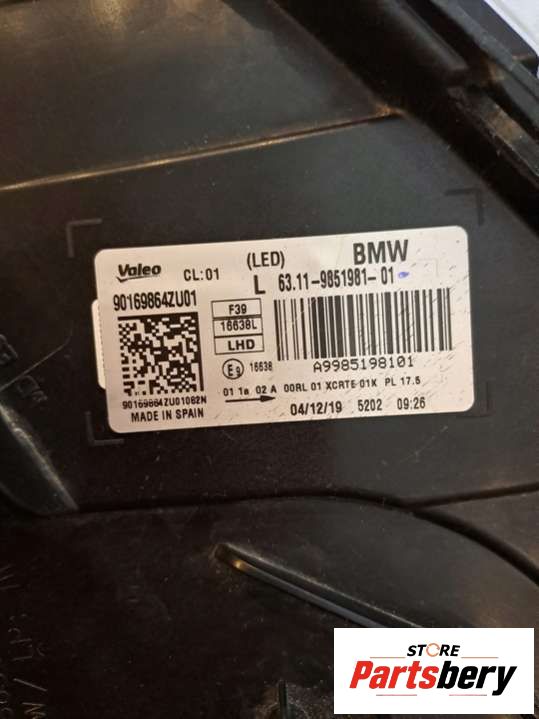 Valeo CL:01 (LED) BMW
90169864ZU01 L 63.11-9851981-01
F39
16638L
LHD
A9985198101
E9 16638
01 1a 02 A 00RL 01 XCRTE 01K PL 17.5
90169864ZU01082N
MADE IN SPAIN 04/12/19 5202 09:26
STORE
Partsbery